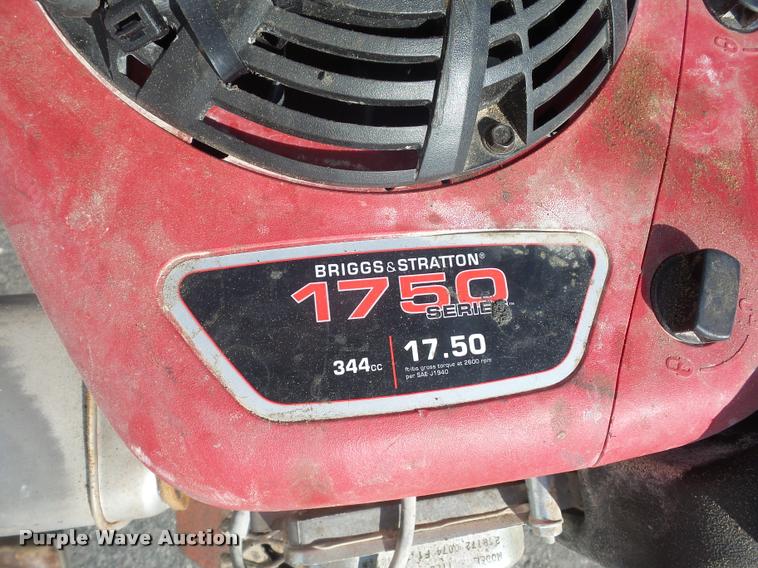 BRIGGS & STRATTON®
1750
SERIES™
344cc
17.50
ft-lbs gross torque at 2600 rpm
per SAE J1940
MODEL
Purple Wave Auction